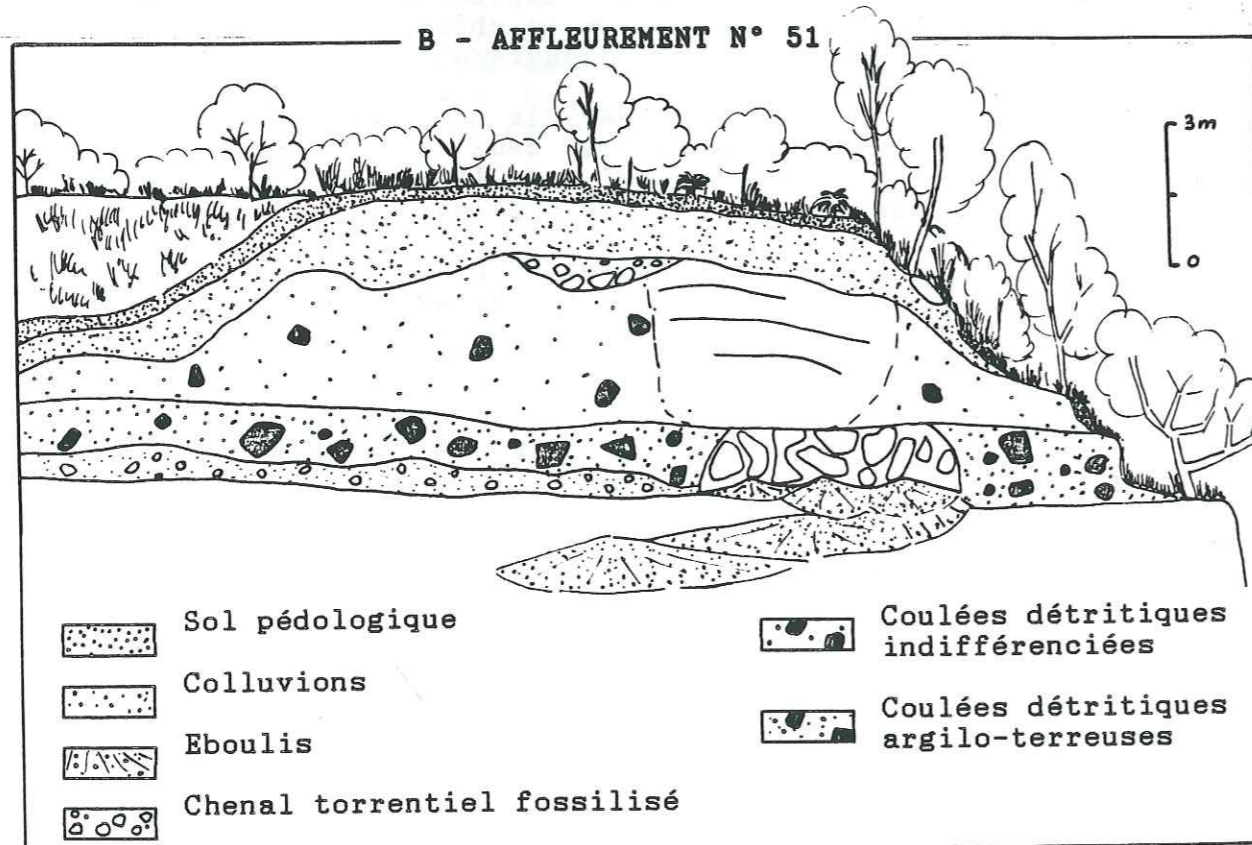 B - AFFLEUREMENT N° 51
3m
0
Sol pédologique
Colluvions
Eboulis
Chenal torrentiel fossilisé
Coulées détritiques
indifférenciées
Coulées détritiques
argilo-terreuses